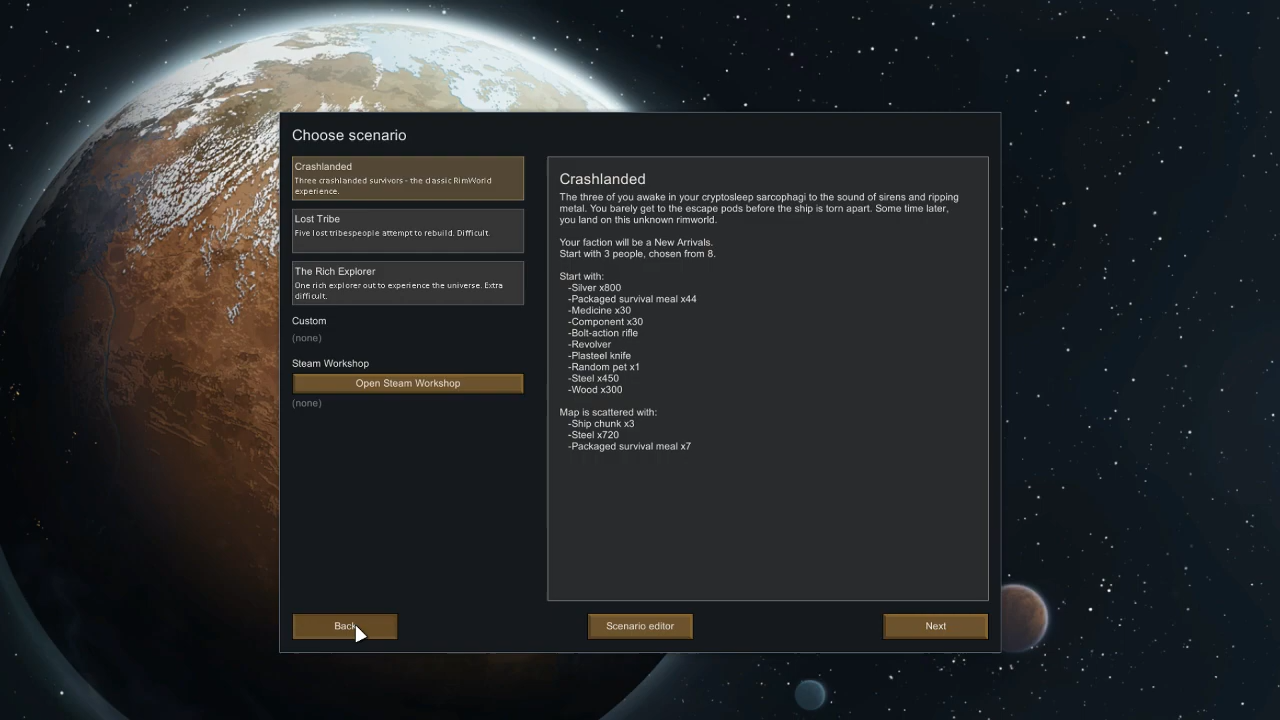 Choose scenario
Crashlanded
Three crashlanded survivors - the classic RimWorld
experience.
Lost Tribe
Five lost tribespeople attempt to rebuild. Difficult.
The Rich Explorer
One rich explorer out to experience the universe. Extra
difficult.
Custom
(none)
Steam Workshop
Open Steam Workshop
(none)
Crashlanded
The three of you awake in your cryptosleep sarcophagi to the sound of sirens and ripping
metal. You barely get to the escape pods before the ship is torn apart. Some time later,
you land on this unknown rimworld.
Your faction will be a New Arrivals.
Start with 3 people, chosen from 8.
Start with:
-Silver x800
-Packaged survival meal x44
-Medicine x30
-Component x30
-Bolt-action rifle
-Revolver
-Plasteel knife
-Random pet x1
-Steel x450
-Wood x300
Map is scattered with:
-Ship chunk x3
-Steel x720
-Packaged survival meal x7
Back
Scenario editor
Next